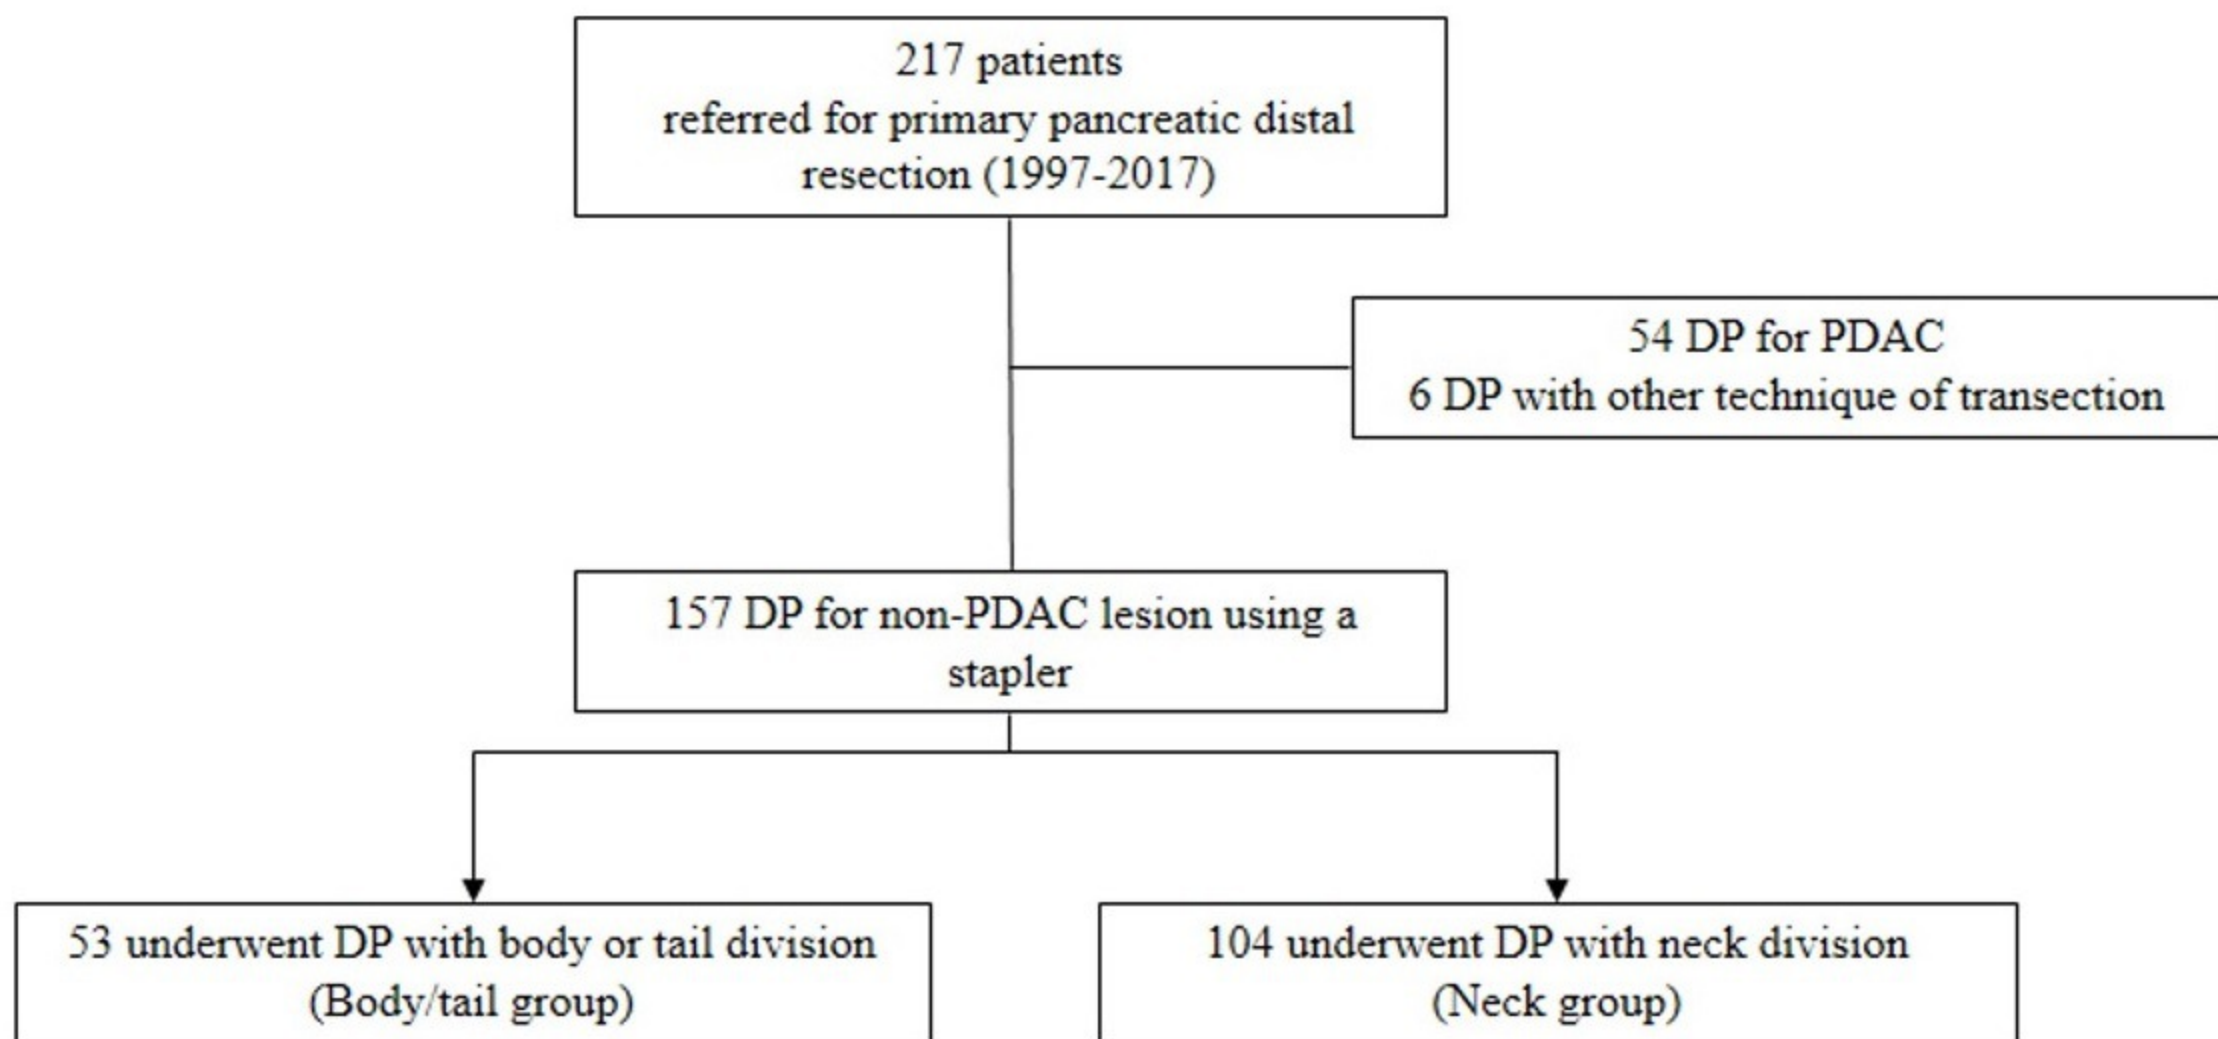 217 patients
referred for primary pancreatic distal
resection (1997-2017)
54 DP for PDAC
6 DP with other technique of transection
157 DP for non-PDAC lesion using a
stapler
53 underwent DP with body or tail division
(Body/tail group)
104 underwent DP with neck division
(Neck group)